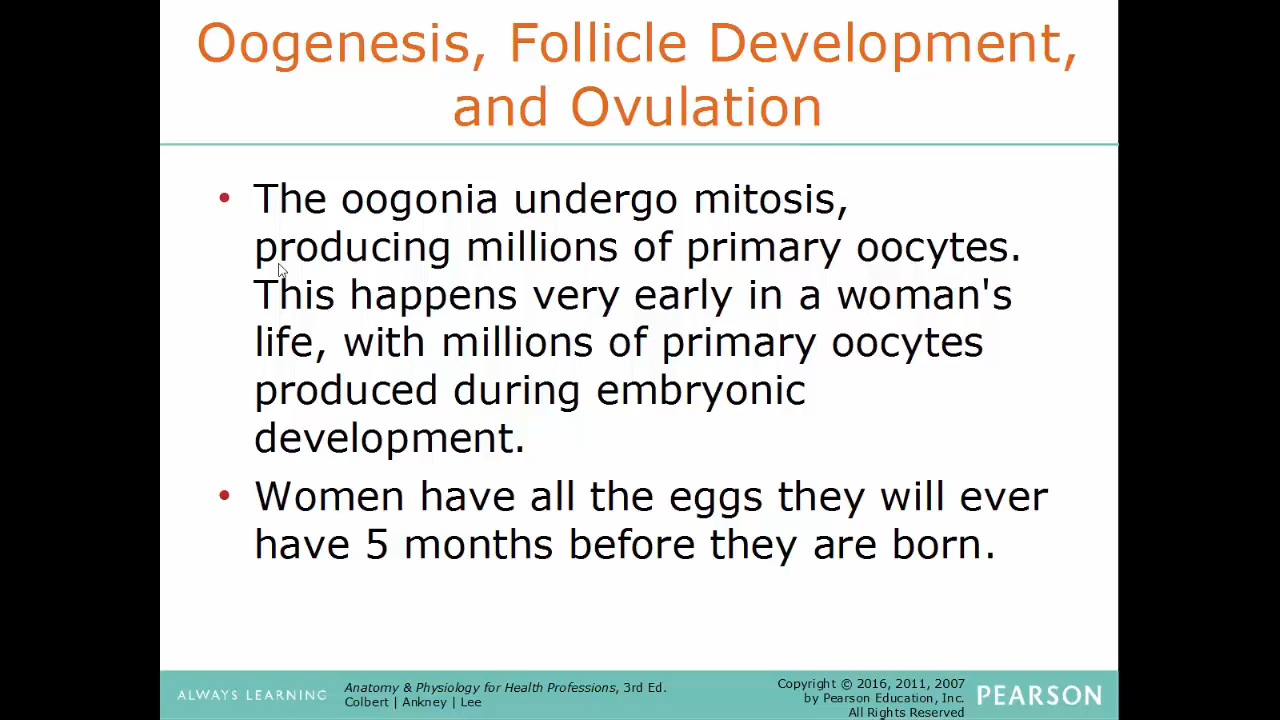 Oogenesis, Follicle Development,
and Ovulation
• The oogonia undergo mitosis,
producing millions of primary oocytes.
This happens very early in a woman's
life, with millions of primary oocytes
produced during embryonic
development.
• Women have all the eggs they will ever
have 5 months before they are born.
ALWAYS LEARNING
Anatomy & Physiology for Health Professions, 3rd Ed.
Colbert | Ankney | Lee
Copyright © 2016, 2011, 2007
by Pearson Education, Inc.
All Rights Reserved
PEARSON